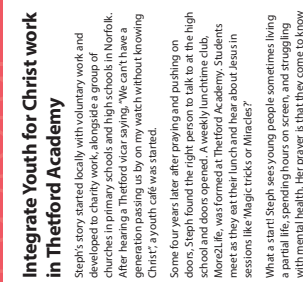 Integrate Youth for Christ work
in Thetford Academy
Steph's story started locally with voluntary work and
developed to charity work, alongside a group of
churches in primary schools and high schools in Norfolk.
After hearing a Thetford vicar saying, “We can't have a
generation passing us by on my watch without knowing
Christ”, a youth café was started.
Some four years later after praying and pushing on
doors, Steph found the right person to talk to at the high
school and doors opened. A weekly lunchtime club,
More2Life, was formed at Thetford Academy. Students
meet as they eat their lunch and hear about Jesus in
sessions like 'Magic tricks or Miracles?'
What a start! Steph sees young people sometimes living
a partial life, spending hours on screen, and struggling
with mental health. Her prayer is that they come to know